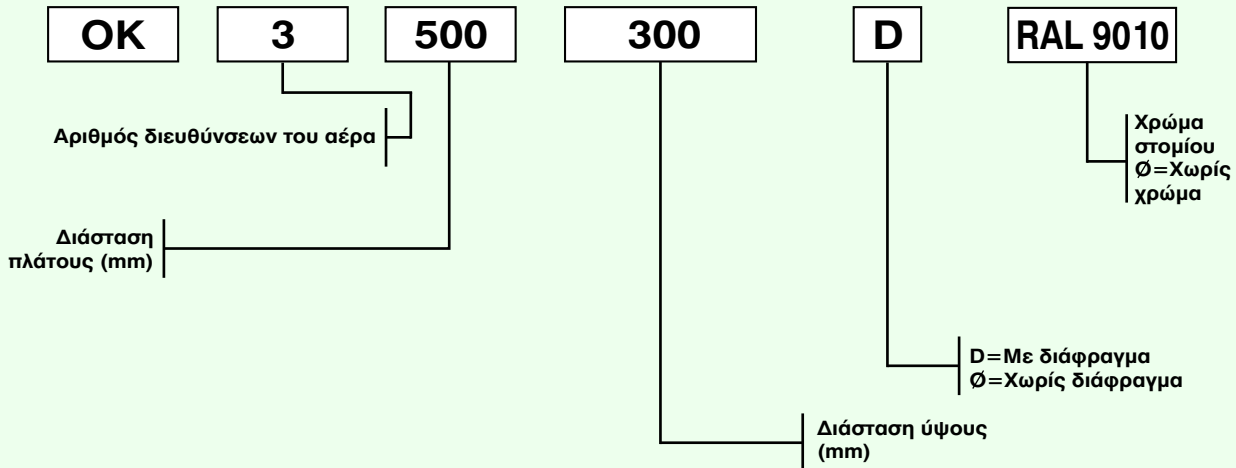 OK 3 500 300 D RAL 9010
Αριθμός διευθύνσεων του αέρα
Χρώμα
στομίου
Ø=Χωρίς
χρώμα
Διάσταση
πλάτους (mm)
D=Με διάφραγμα
Ø=Χωρίς διάφραγμα
Διάσταση ύψους
(mm)